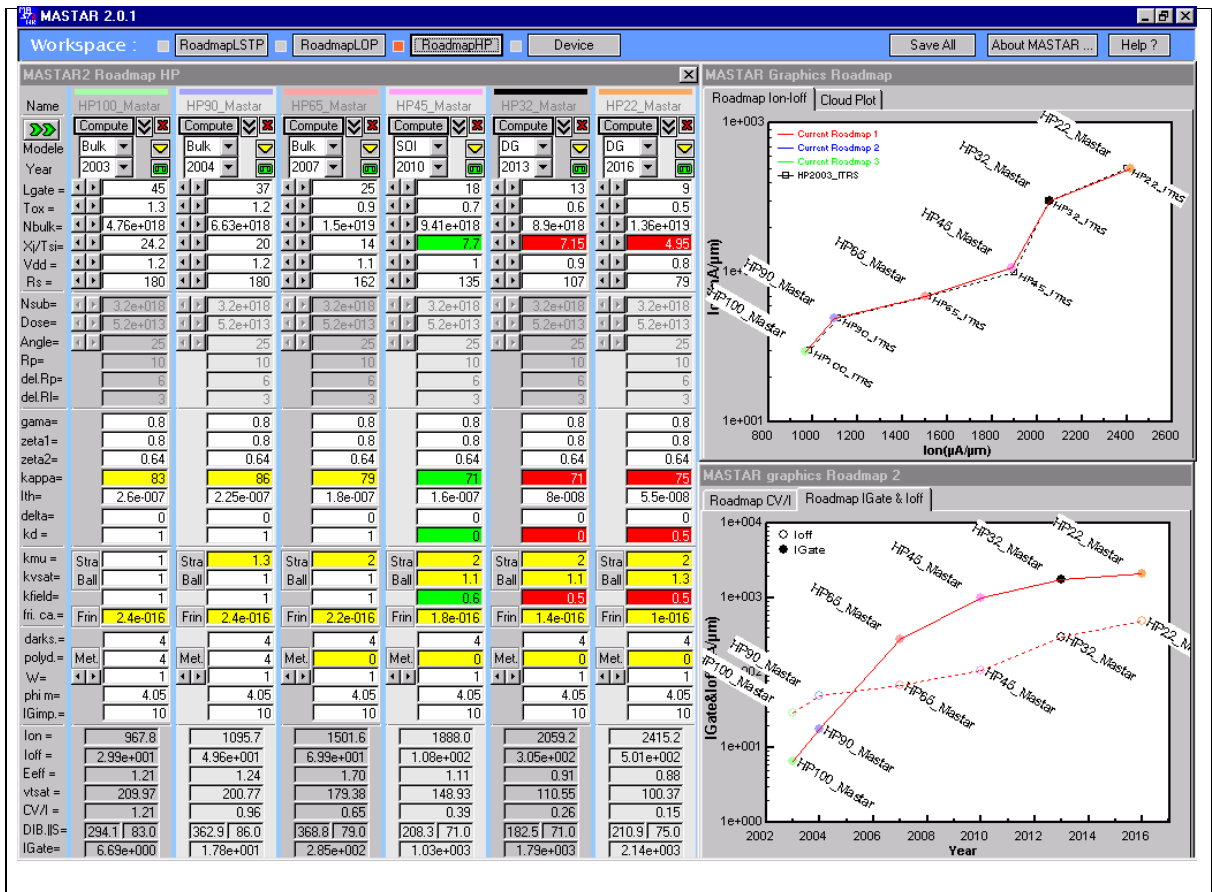 MASTAR 2.0.1
Workspace : RoadmapLSTP RoadmapLOP RoadmapHP Device Save All About MASTAR ... Help ?
MASTAR2 Roadmap HP
Name HP100_Mastar HP90_Mastar HP65_Mastar HP45_Mastar HP32_Mastar HP22_Mastar
Compute Compute Compute Compute Compute Compute
Modele Bulk Bulk Bulk SOI DG DG
Year 2003 2004 2007 2010 2013 2016
Lgate = 45 37 25 18 13 9
Tox = 1.3 1.2 0.9 0.7 0.6 0.5
Nbulk= 4.76e+018 6.63e+018 1.5e+019 9.41e+018 8.9e+018 1.36e+019
Xj/Tsi= 24.2 20 14 7.7 7.15 4.95
Vdd = 1.2 1.2 1.1 1 0.9 0.8
Rs = 180 180 162 135 107 79
Nsub= 3.2e+018 3.2e+018 3.2e+018 3.2e+018 3.2e+018 3.2e+018
Dose= 5.2e+013 5.2e+013 5.2e+013 5.2e+013 5.2e+013 5.2e+013
Angle= 25 25 25 25 25 25
Rp= 10 10 10 10 10 10
del.Rp= 6 6 6 6 6 6
del.Rl= 3 3 3 3 3 3
gama= 0.8 0.8 0.8 0.8 0.8 0.8
zeta1= 0.8 0.8 0.8 0.8 0.8 0.8
zeta2= 0.64 0.64 0.64 0.64 0.64 0.64
kappa= 83 86 79 71 71 75
lth= 2.6e-007 2.25e-007 1.8e-007 1.6e-007 8e-008 5.5e-008
delta= 0 0 0 0 0 0
kd = 1 1 1 0 0 0.5
kmu = Stra 1 Stra 1.3 Stra 2 Stra 2 Stra 2 Stra 2
kvsat= Ball 1 Ball 1 Ball 1 Ball 1.1 Ball 1.1 Ball 1.3
kfield= 1 1 1 0.6 0.5 0.5
fri. ca.= Frin 2.4e-016 Frin 2.4e-016 Frin 2.2e-016 Frin 1.8e-016 Frin 1.4e-016 Frin 1e-016
darks.= 4 4 4 4 4 4
polyd.= Met. 4 Met. 4 Met. 0 Met. 0 Met. 0 Met. 0
W= 1 1 1 1 1 1
phi m= 4.05 4.05 4.05 4.05 4.05 4.05
IGimp.= 10 10 10 10 10 10
Ion = 967.8 1095.7 1501.6 1888.0 2059.2 2415.2
Ioff = 2.99e+001 4.96e+001 6.99e+001 1.08e+002 3.05e+002 5.01e+002
Eeff = 1.21 1.24 1.70 1.11 0.91 0.88
vtsat = 209.97 200.77 179.38 148.93 110.55 100.37
CV/I = 1.21 0.96 0.65 0.39 0.26 0.15
DIB.||S= 294.1 83.0 362.9 86.0 368.8 79.0 208.3 71.0 182.5 71.0 210.9 75.0
IGate= 6.69e+000 1.78e+001 2.85e+002 1.03e+003 1.79e+003 2.14e+003
MASTAR Graphics Roadmap
Roadmap Ion-Ioff Cloud Plot
1e+003
Current Roadmap 1
Current Roadmap 2
Current Roadmap 3
HP2003_ITRS
HP22_Mastar
HP32_Mastar
HP22_ITRS
HP32_ITRS
HP45_Mastar
HP65_Mastar
HP90_Mastar
HP45_ITRS
HP65_ITRS
HP100_Mastar
HP90_ITRS
HP100_ITRS
1e+001
800 1000 1200 1400 1600 1800 2000 2200 2400 2600
Ion(µA/µm)
MASTAR graphics Roadmap 2
Roadmap CV/I Roadmap IGate & Ioff
1e+004
Ioff
IGate
HP22_Mastar
HP32_Mastar
HP45_Mastar
1e+003
HP65_Mastar
HP32_Mastar
HP90_Mastar
HP65_Mastar
HP45_Mastar
HP90_Mastar
1e+001
HP100_Mastar
1e+000
2002 2004 2006 2008 2010 2012 2014 2016
Year